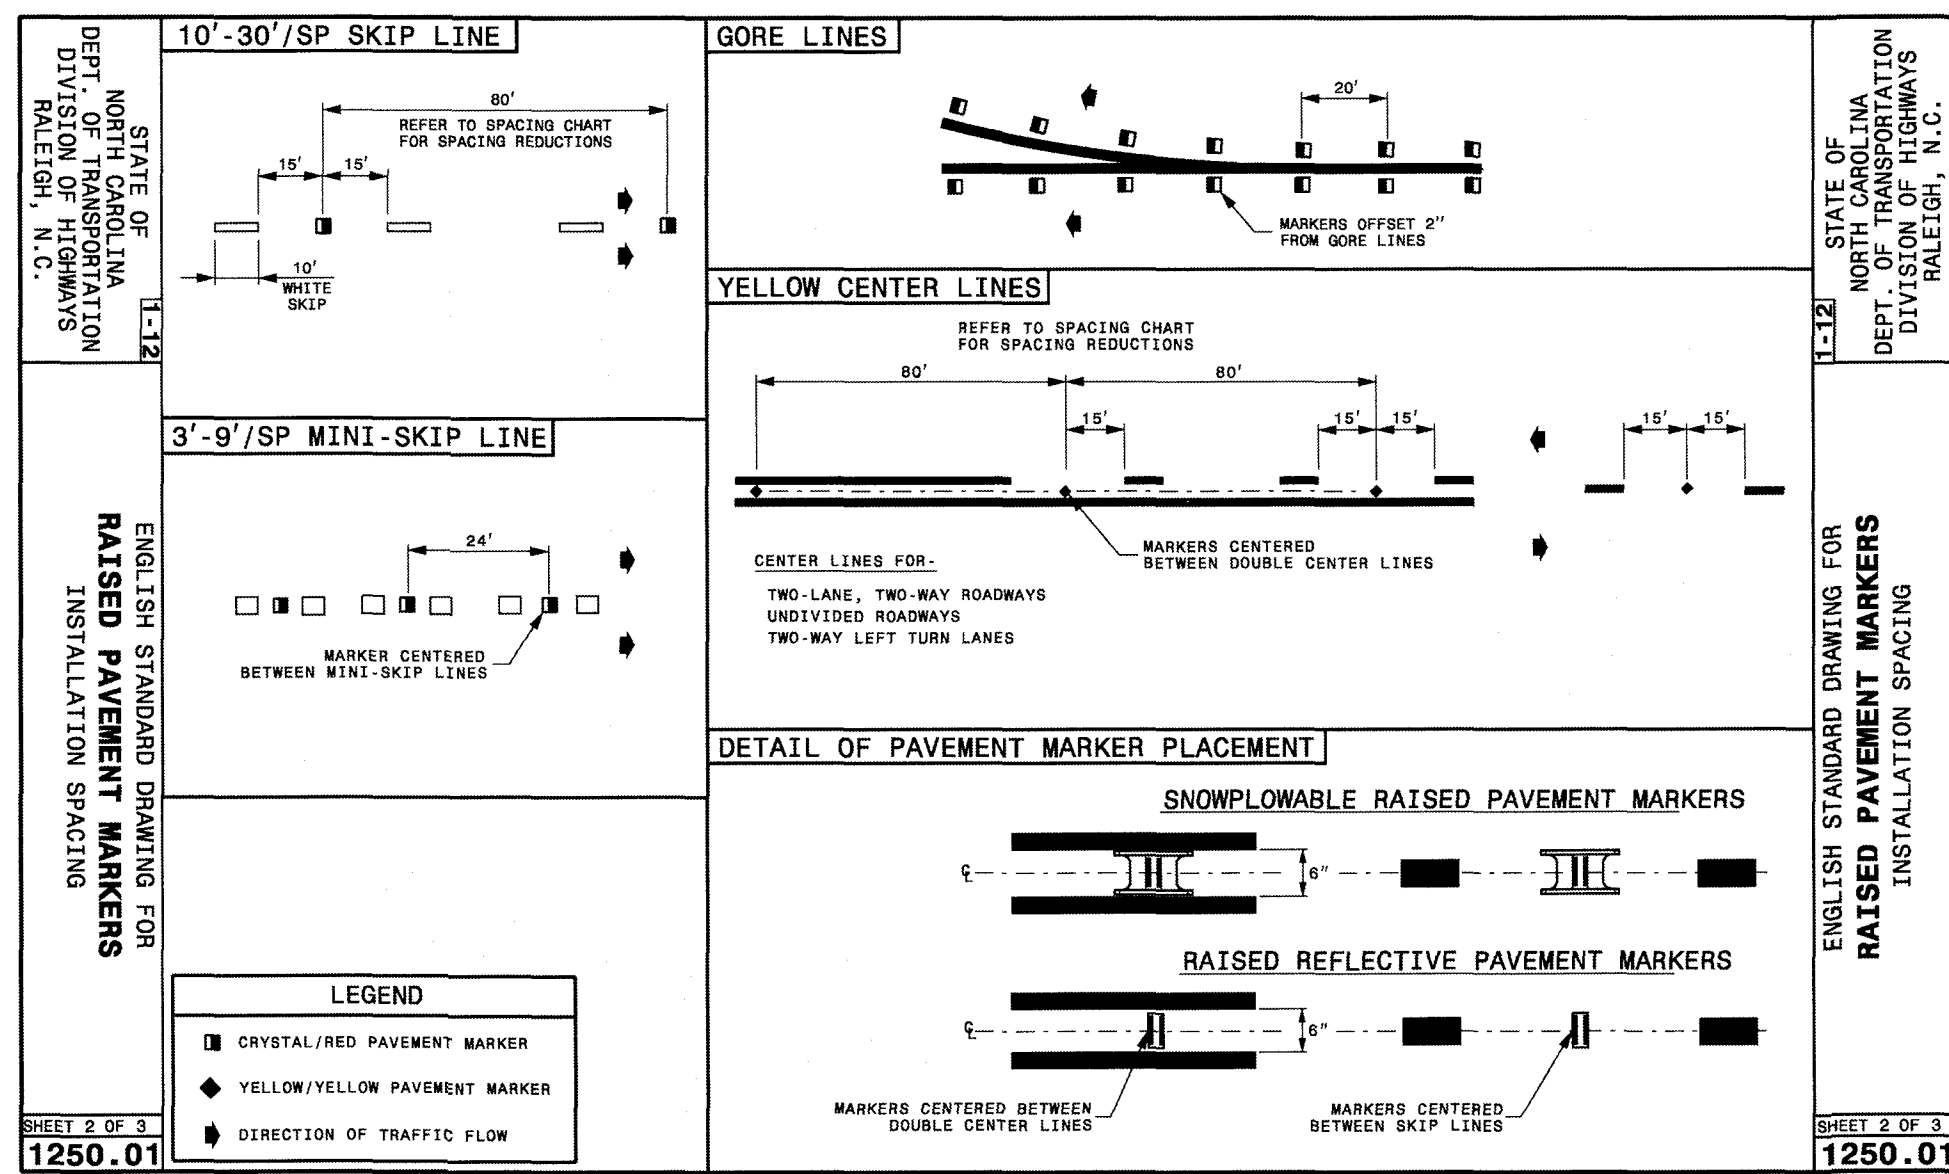 STATE OF
NORTH CAROLINA
DEPT. OF TRANSPORTATION
DIVISION OF HIGHWAYS
RALEIGH, N.C.
1-12
ENGLISH STANDARD DRAWING FOR
RAISED PAVEMENT MARKERS
INSTALLATION SPACING
SHEET 2 OF 3
1250.01
10'-30'/SP SKIP LINE
80'
REFER TO SPACING CHART
FOR SPACING REDUCTIONS
15'
15'
10'
WHITE
SKIP
3'-9'/SP MINI-SKIP LINE
24'
MARKER CENTERED
BETWEEN MINI-SKIP LINES
LEGEND
CRYSTAL/RED PAVEMENT MARKER
YELLOW/YELLOW PAVEMENT MARKER
DIRECTION OF TRAFFIC FLOW
GORE LINES
20'
MARKERS OFFSET 2"
FROM GORE LINES
YELLOW CENTER LINES
REFER TO SPACING CHART
FOR SPACING REDUCTIONS
80'
80'
15'
15'
15'
15'
15'
MARKERS CENTERED
BETWEEN DOUBLE CENTER LINES
CENTER LINES FOR-
TWO-LANE, TWO-WAY ROADWAYS
UNDIVIDED ROADWAYS
TWO-WAY LEFT TURN LANES
DETAIL OF PAVEMENT MARKER PLACEMENT
SNOWPLOWABLE RAISED PAVEMENT MARKERS
℄
6"
RAISED REFLECTIVE PAVEMENT MARKERS
℄
6"
MARKERS CENTERED BETWEEN
DOUBLE CENTER LINES
MARKERS CENTERED
BETWEEN SKIP LINES
STATE OF
NORTH CAROLINA
DEPT. OF TRANSPORTATION
DIVISION OF HIGHWAYS
RALEIGH, N.C.
1-12
ENGLISH STANDARD DRAWING FOR
RAISED PAVEMENT MARKERS
INSTALLATION SPACING
SHEET 2 OF 3
1250.01